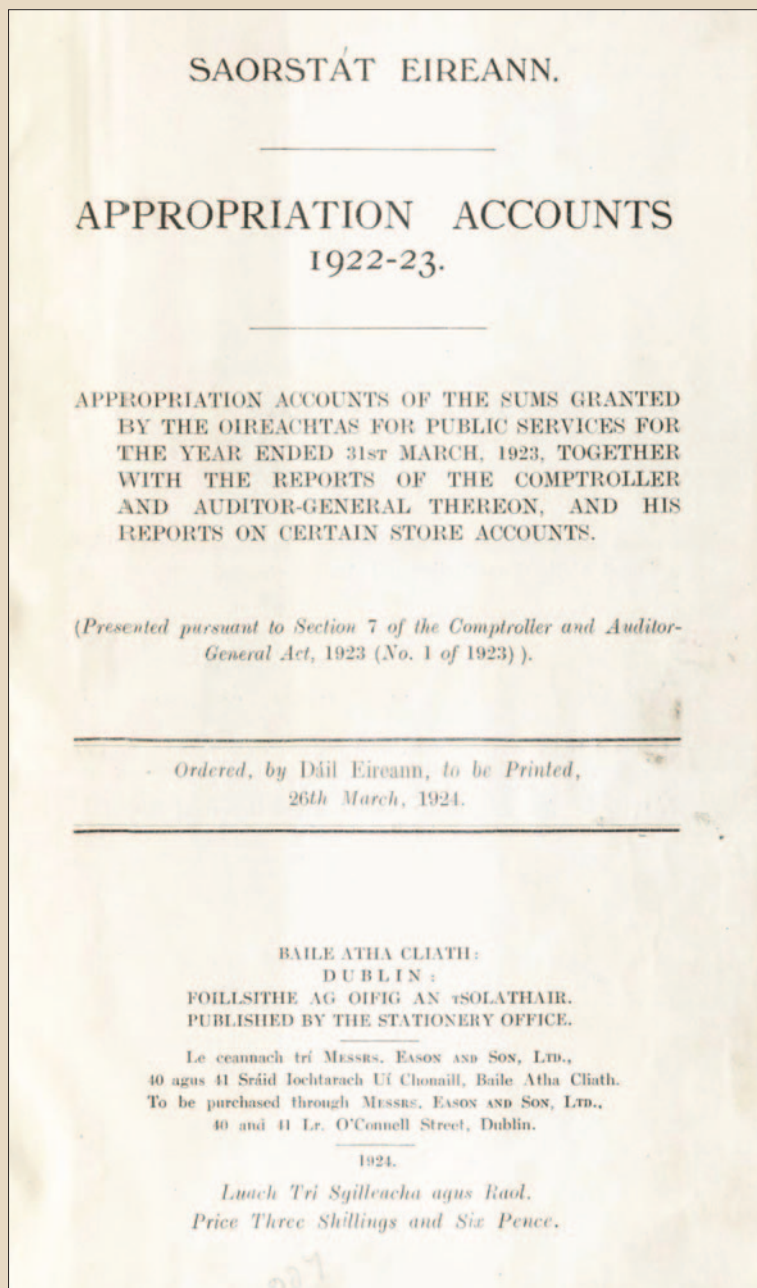 SAORSTÁT EIREANN.
APPROPRIATION ACCOUNTS
1922-23.
APPROPRIATION ACCOUNTS OF THE SUMS GRANTED
BY THE OIREACHTAS FOR PUBLIC SERVICES FOR
THE YEAR ENDED 31ST MARCH, 1923, TOGETHER
WITH THE REPORTS OF THE COMPTROLLER
AND AUDITOR-GENERAL THEREON, AND HIS
REPORTS ON CERTAIN STORE ACCOUNTS.
(Presented pursuant to Section 7 of the Comptroller and Auditor-
General Act, 1923 (No. 1 of 1923) ).
Ordered, by Dáil Eireann, to be Printed,
26th March, 1924.
BAILE ATHA CLIATH:
DUBLIN:
FOILLSITHE AG OIFIG AN tSOLATHAIR.
PUBLISHED BY THE STATIONERY OFFICE.
Le ceannach trí MESSRS. EASON AND SON, LTD.,
40 agus 41 Sráid Iochtarach Uí Chonaill, Baile Atha Cliath.
To be purchased through MESSRS. EASON AND SON, LTD.,
40 and 41 Lr. O'Connell Street, Dublin.
1924.
Luach Trí Sgilleacha agus Raol.
Price Three Shillings and Six Pence.